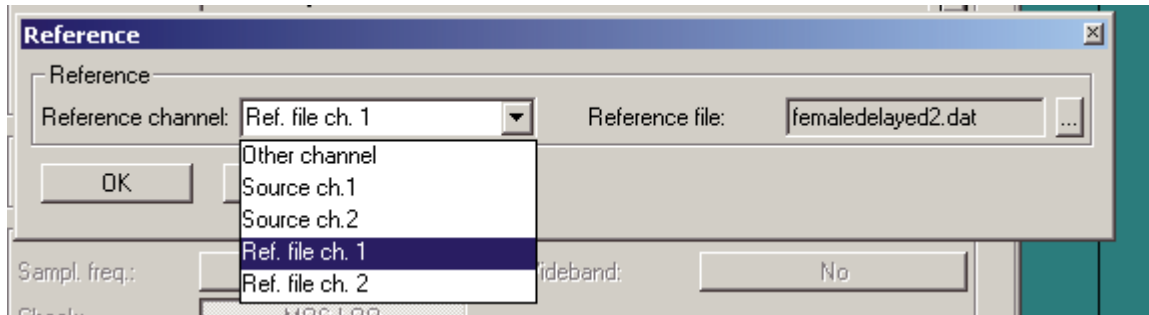 Reference
Reference
Reference channel: Ref. file ch. 1 Reference file: femaledelayed2.dat ...
Other channel
OK Source ch.1
Source ch.2
Ref. file ch. 1
Sampl. freq.: Ref. file ch. 2 No